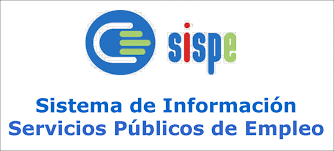 sispe
Sistema de Información
Servicios Públicos de Empleo